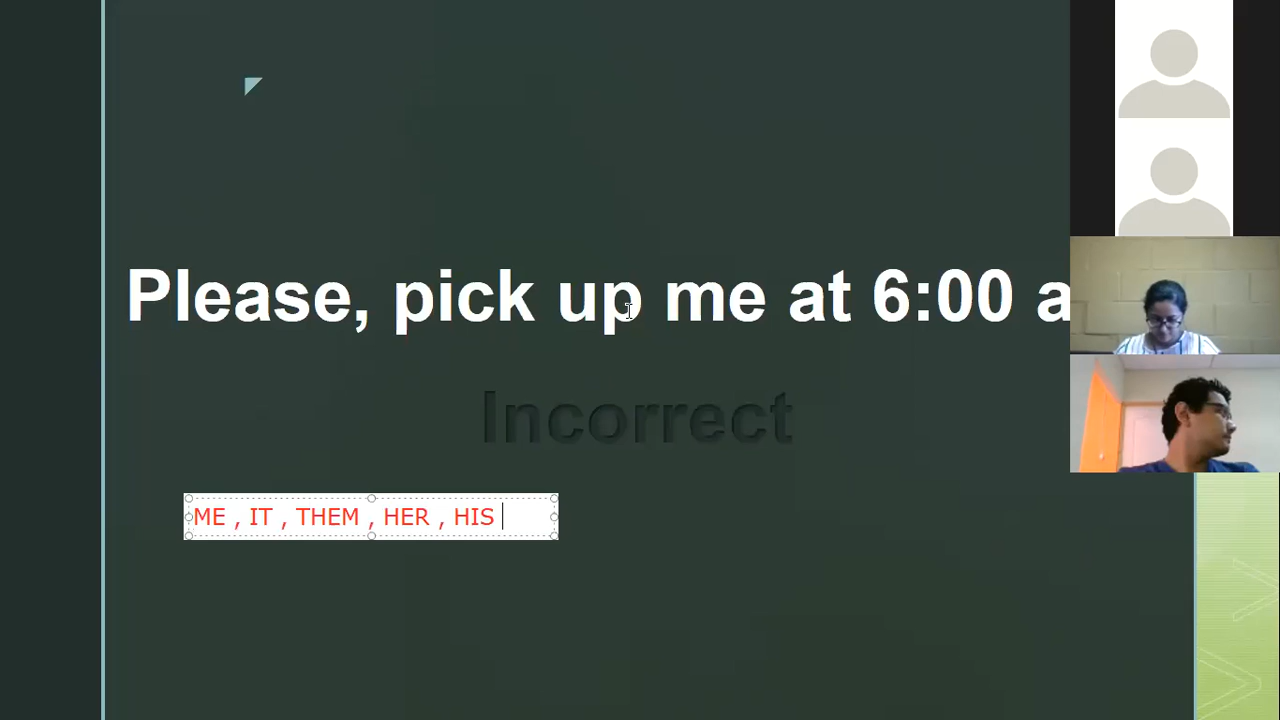 Please, pick up me at 6:00 a
Incorrect
ME , IT , THEM , HER , HIS